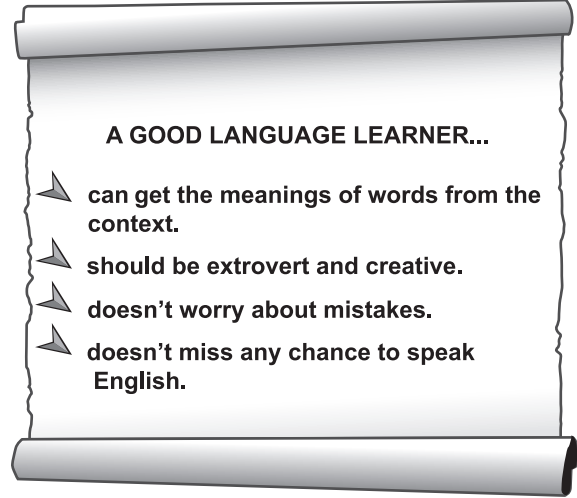 A GOOD LANGUAGE LEARNER...
can get the meanings of words from the
context.
should be extrovert and creative.
doesn't worry about mistakes.
doesn't miss any chance to speak
English.